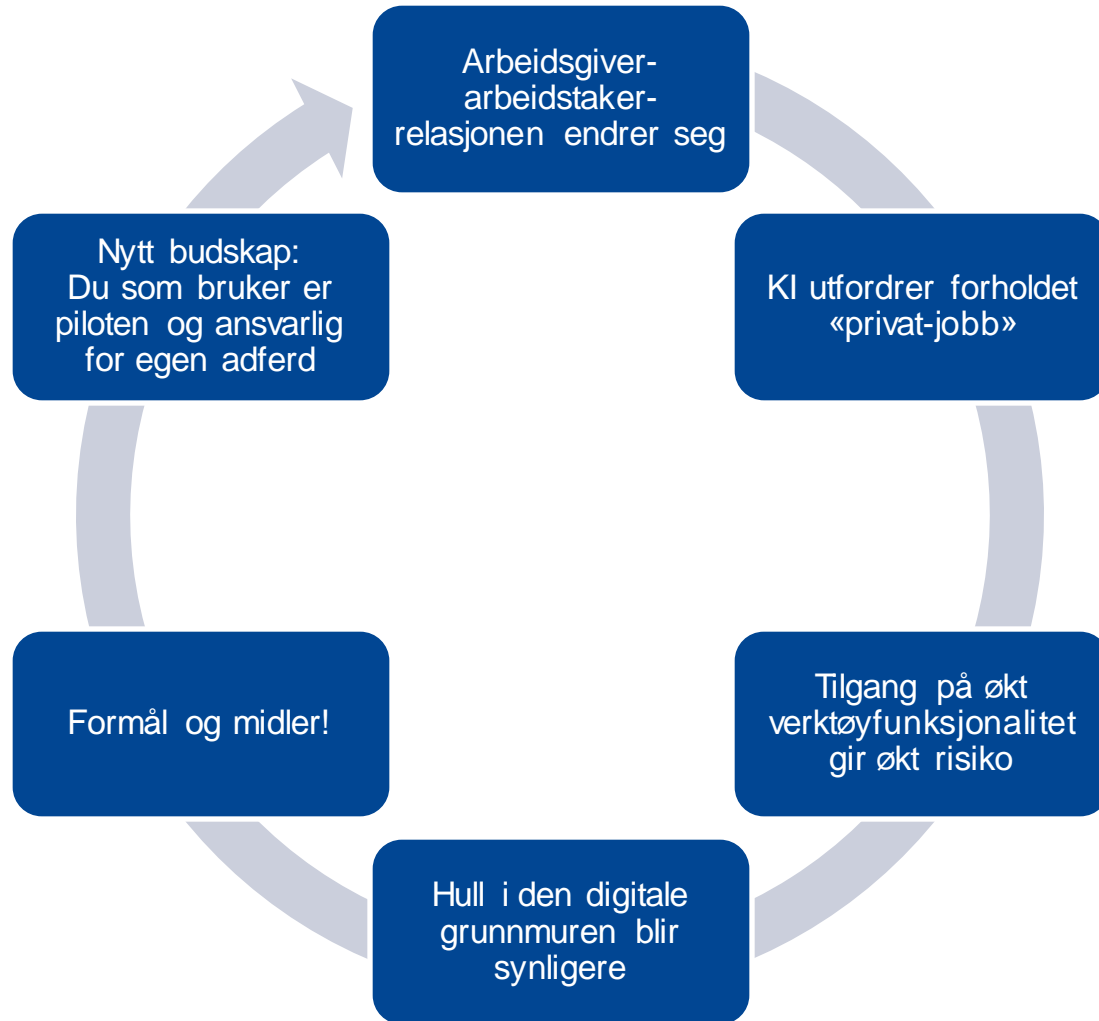 Arbeidsgiver-
arbeidstaker-
relasjonen endrer seg
KI utfordrer forholdet
«privat-jobb»
Tilgang på økt
verktøyfunksjonalitet
gir økt risiko
Hull i den digitale
grunnmuren blir
synligere
Formål og midler!
Nytt budskap:
Du som bruker er
piloten og ansvarlig
for egen adferd